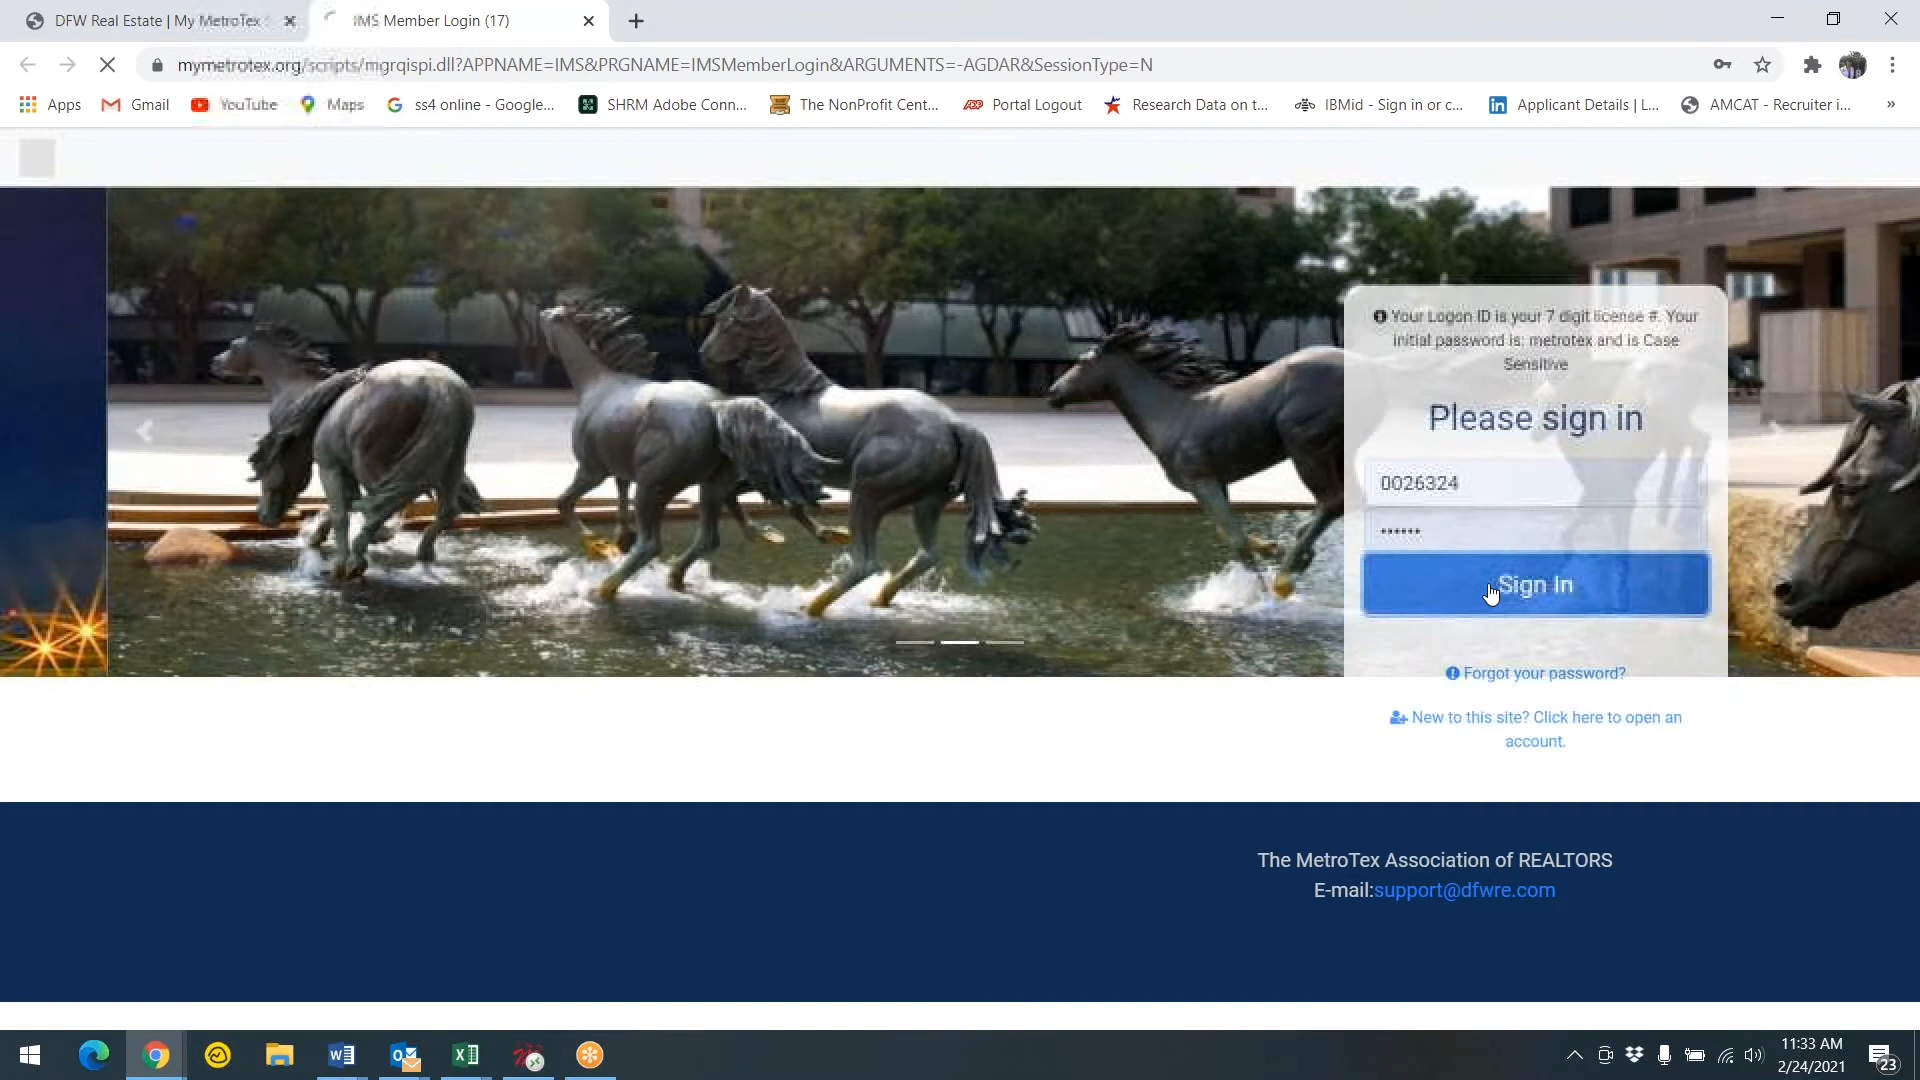 DFW Real Estate | My MetroTex
IMS Member Login (17)
mymetrotex.org/scripts/mgrqispi.dll?APPNAME=IMS&PRGNAME=IMSMemberLogin&ARGUMENTS=-AGDAR&SessionType=N
Apps
Gmail
YouTube
Maps
ss4 online - Google...
SHRM Adobe Conn...
The NonProfit Cent...
Portal Logout
Research Data on t...
IBMid - Sign in or c...
Applicant Details | L...
AMCAT - Recruiter i...
»
Your Logon ID is your 7 digit license #. Your
initial password is: metrotex and is Case
Sensitive
Please sign in
0026324
••••••
Sign In
Forgot your password?
New to this site? Click here to open an
account.
The MetroTex Association of REALTORS
E-mail:support@dfwre.com
11:33 AM
2/24/2021
23